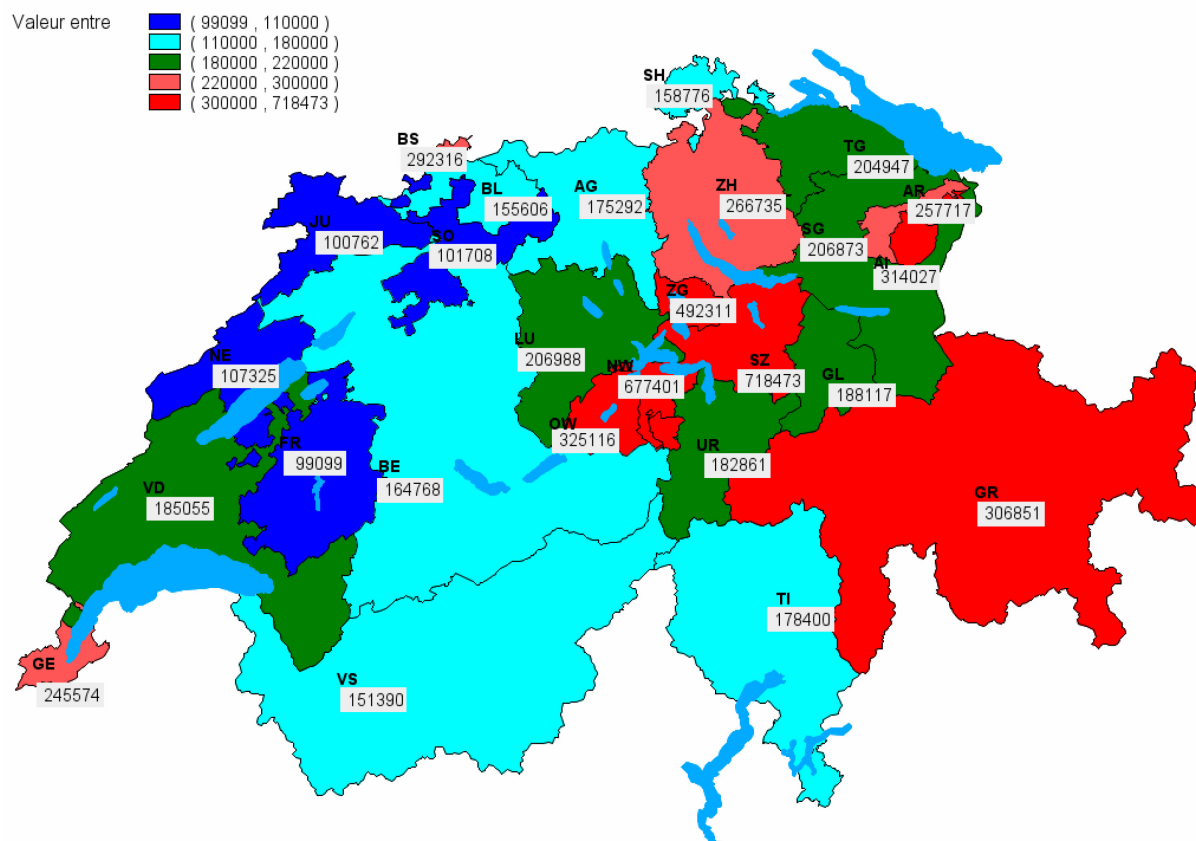 Valeur entre
( 99099 , 110000 )
( 110000 , 180000 )
( 180000 , 220000 )
( 220000 , 300000 )
( 300000 , 718473 )
SH
158776
BS
292316
TG
204947
BL
155606
AG
175292
ZH
266735
AR
257717
JU
100762
SO
101708
SG
206873
AI
314027
ZG
492311
NE
107325
LU
206988
NW
677401
SZ
718473
GL
188117
OW
325116
FR
99099
BE
164768
UR
182861
VD
185055
GR
306851
TI
178400
GE
245574
VS
151390